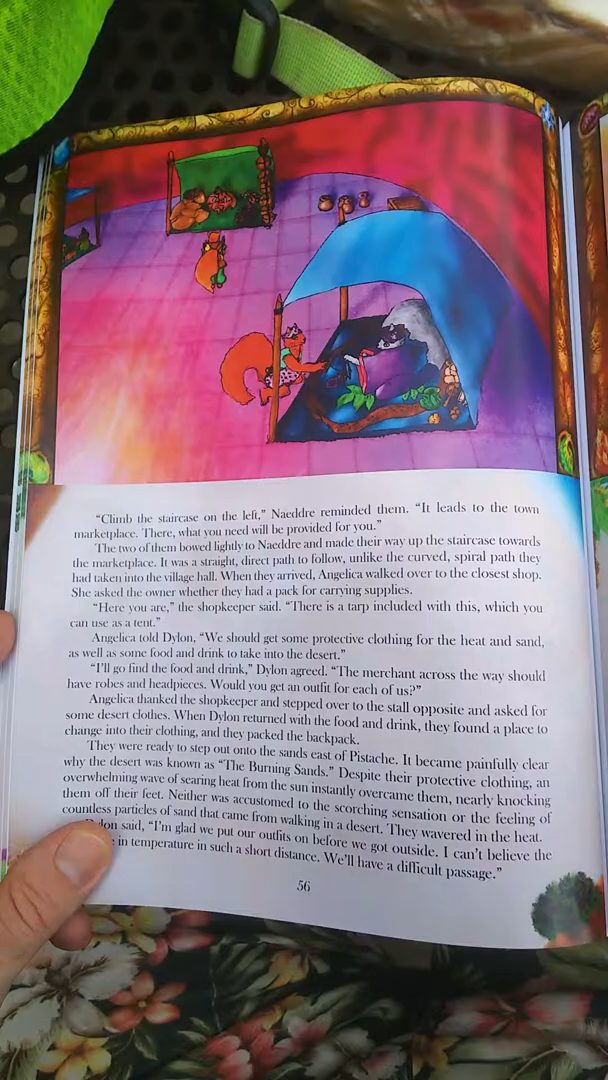 “Climb the staircase on the left,” Naeddre reminded them. “It leads to the town
marketplace. There, what you need will be provided for you.”
The two of them bowed lightly to Naeddre and made their way up the staircase towards
the marketplace. It was a straight, direct path to follow, unlike the curved, spiral path they
had taken into the village hall. When they arrived, Angelica walked over to the closest shop.
She asked the owner whether they had a pack for carrying supplies.
“Here you are,” the shopkeeper said. “There is a tarp included with this, which you
can use as a tent.”
Angelica told Dylon, “We should get some protective clothing for the heat and sand,
as well as some food and drink to take into the desert.”
“I’ll go find the food and drink,” Dylon agreed. “The merchant across the way should
have robes and headpieces. Would you get an outfit for each of us?”
Angelica thanked the shopkeeper and stepped over to the stall opposite and asked for
some desert clothes. When Dylon returned with the food and drink, they found a place to
change into their clothing, and they packed the backpack.
They were ready to step out onto the sands east of Pistache. It became painfully clear
why the desert was known as “The Burning Sands.” Despite their protective clothing, an
overwhelming wave of searing heat from the sun instantly overcame them, nearly knocking
them off their feet. Neither was accustomed to the scorching sensation or the feeling of
countless particles of sand that came from walking in a desert. They wavered in the heat.
Dylon said, “I’m glad we put our outfits on before we got outside. I can’t believe the
in temperature in such a short distance. We’ll have a difficult passage.”
56